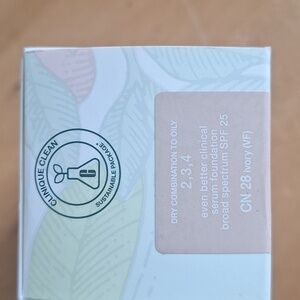 CLINIQUE CLEAN
SUSTAINABLE PACKAGE*
DRY COMBINATION TO OILY
2,3,4
even better clinical
serum foundation
broad spectrum SPF 25
CN 28 ivory (VF)